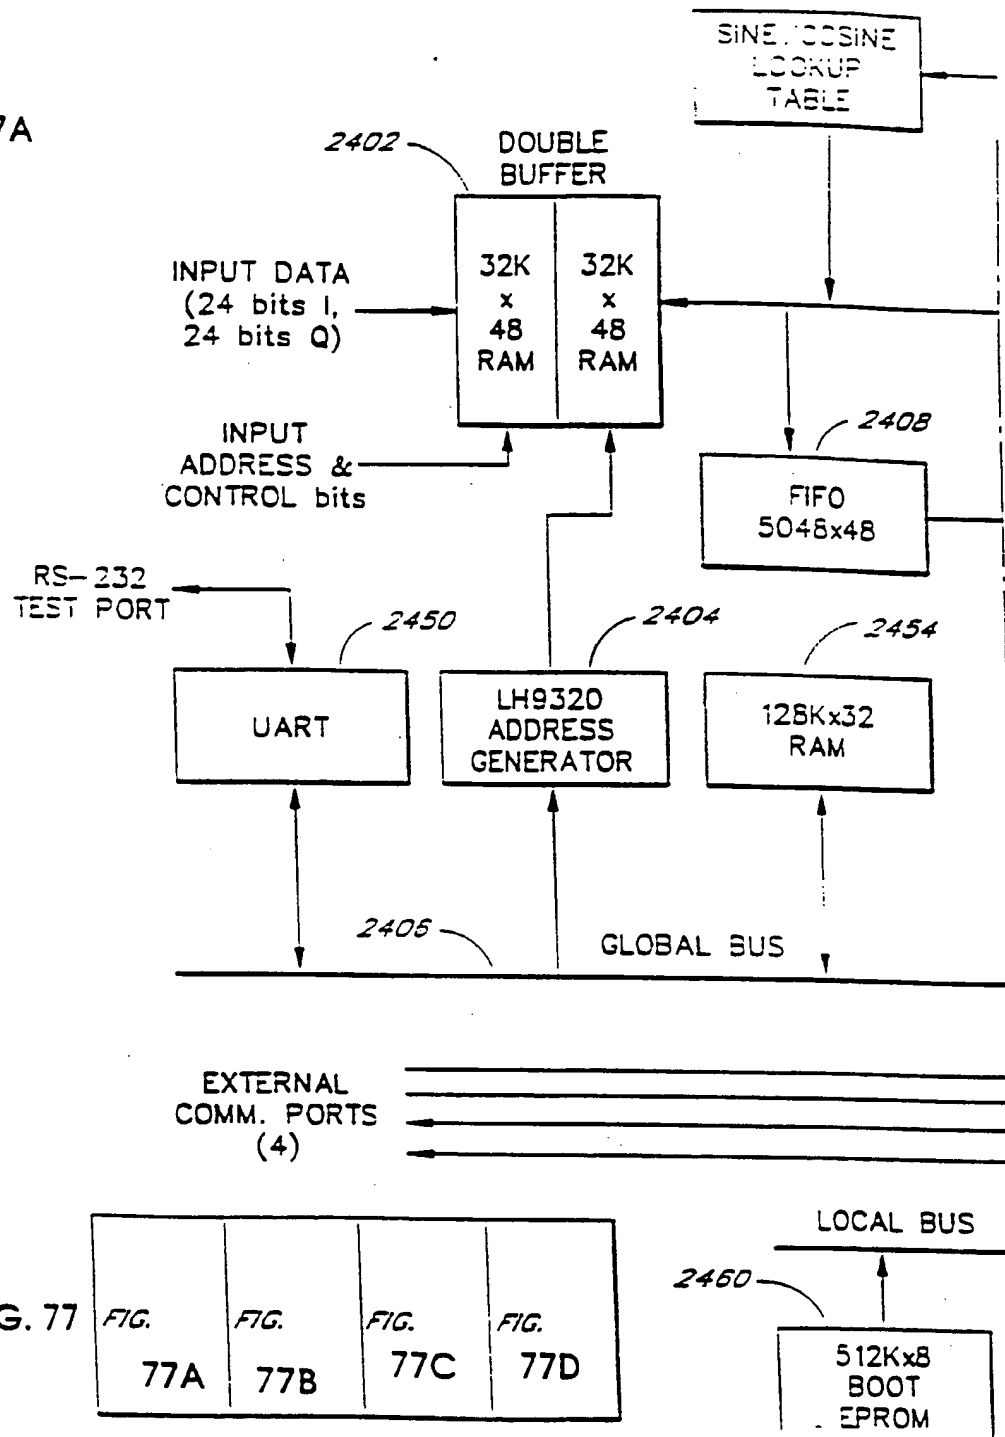 SINE/COSINE
LOOKUP
TABLE
7A
2402
DOUBLE
BUFFER
INPUT DATA
(24 bits I,
24 bits Q)
32K
x
48
RAM
32K
x
48
RAM
INPUT
ADDRESS &
CONTROL bits
2408
FIFO
5048x48
RS-232
TEST PORT
2450
2404
2454
UART
LH9320
ADDRESS
GENERATOR
128Kx32
RAM
2406
GLOBAL BUS
EXTERNAL
COMM. PORTS
(4)
LOCAL BUS
2460
512Kx8
BOOT
EPROM
G. 77
FIG.
77A
FIG.
77B
FIG.
77C
FIG.
77D